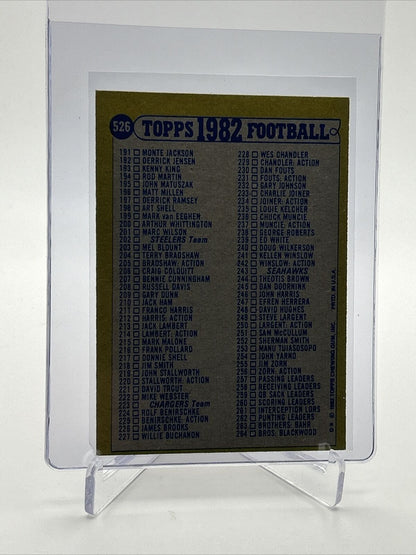 526 TOPPS 1982 FOOTBALL
191 MONTE JACKSON
192 DERRICK JENSEN
193 KENNY KING
194 ROD MARTIN
195 JOHN MATUSZAK
196 MATT MILLEN
197 DERRICK RAMSEY
198 ART SHELL
199 MARK van EEGHEN
200 ARTHUR WHITTINGTON
201 MARC WILSON
202 STEELERS Team
203 MEL BLOUNT
204 TERRY BRADSHAW
205 BRADSHAW: ACTION
206 CRAIG COLQUITT
207 BENNIE CUNNINGHAM
208 RUSSELL DAVIS
209 GARY DUNN
210 JACK HAM
211 FRANCO HARRIS
212 HARRIS: ACTION
213 JACK LAMBERT
214 LAMBERT: ACTION
215 MARK MALONE
216 FRANK POLLARD
217 DONNIE SHELL
218 JIM SMITH
219 JOHN STALLWORTH
220 STALLWORTH: ACTION
221 DAVID TROUT
222 MIKE WEBSTER
223 CHARGERS Team
224 ROLF BENIRSCHKE
225 BENIRSCHKE: ACTION
226 JAMES BROOKS
227 WILLIE BUCHANON
228 WES CHANDLER
229 CHANDLER: ACTION
230 DAN FOUTS
231 FOUTS: ACTION
232 GARY JOHNSON
233 CHARLIE JOINER
234 JOINER: ACTION
235 LOUIE KELCHER
236 CHUCK MUNCIE
237 MUNCIE: ACTION
238 GEORGE ROBERTS
239 ED WHITE
240 DOUG WILKERSON
241 KELLEN WINSLOW
242 WINSLOW: ACTION
243 SEAHAWKS
244 THEOTIS BROWN
245 DAN DOORNINK
246 JOHN HARRIS
247 EFREN HERRERA
248 DAVID HUGHES
249 STEVE LARGENT
250 LARGENT: ACTION
251 SAM McCULLUM
252 SHERMAN SMITH
253 MANU TUIASOSOPO
254 JOHN YARNO
255 JIM ZORN
256 ZORN: ACTION
257 PASSING LEADERS
258 RECEIVING LEADERS
259 QB SACK LEADERS
260 SCORING LEADERS
261 INTERCEPTION LDRS
262 PUNTING LEADERS
263 BROTHERS: BAHR
264 BROS: BLACKWOOD
© 1982 TOPPS CHEWING GUM, INC. PRTD. IN U.S.A.